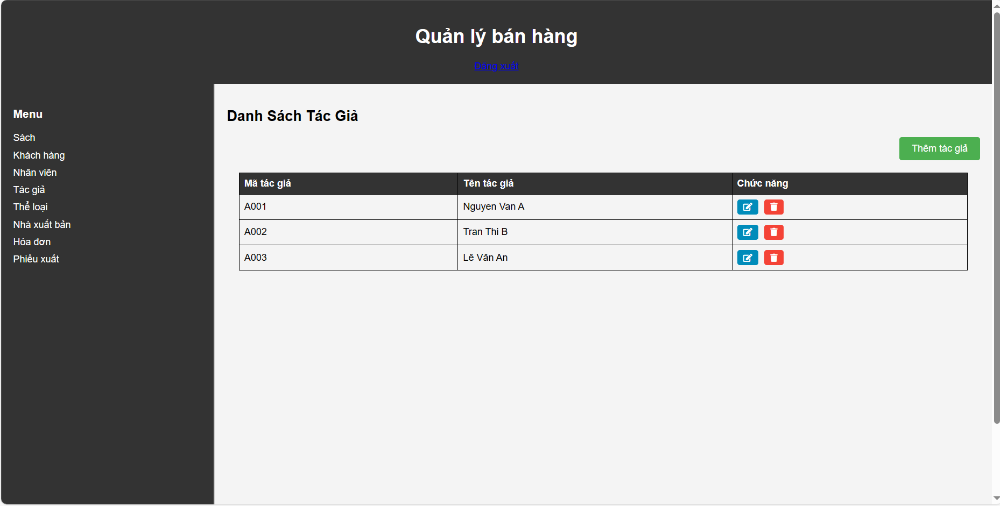 Quản lý bán hàng
Đăng xuất
Menu
Sách
Khách hàng
Nhân viên
Tác giả
Thể loại
Nhà xuất bản
Hóa đơn
Phiếu xuất
Danh Sách Tác Giả
Thêm tác giả
Mã tác giả Tên tác giả Chức năng
A001 Nguyen Van A
A002 Tran Thi B
A003 Lê Văn An